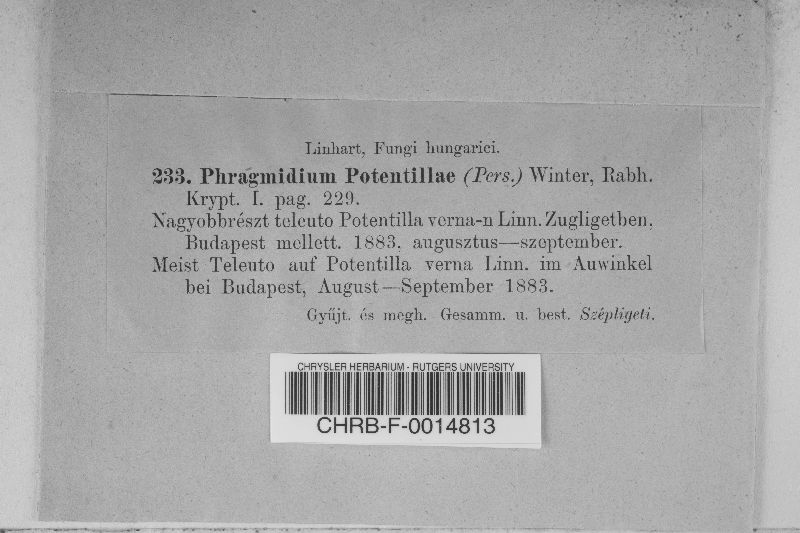 Linhart, Fungi hungarici.
233. Phragmidium Potentillae (Pers.) Winter, Rabh.
Krypt. I. pag. 229.
Nagyobbrészt teleuto Potentilla verna-n Linn. Zugligetben,
Budapest mellett. 1883. augusztus—szeptember.
Meist Teleuto auf Potentilla verna Linn. im Auwinkel
bei Budapest, August—September 1883.
Gyűjt. és megh. Gesamm. u. best. Szépligeti.
CHRYSLER HERBARIUM - RUTGERS UNIVERSITY
CHRB-F-0014813